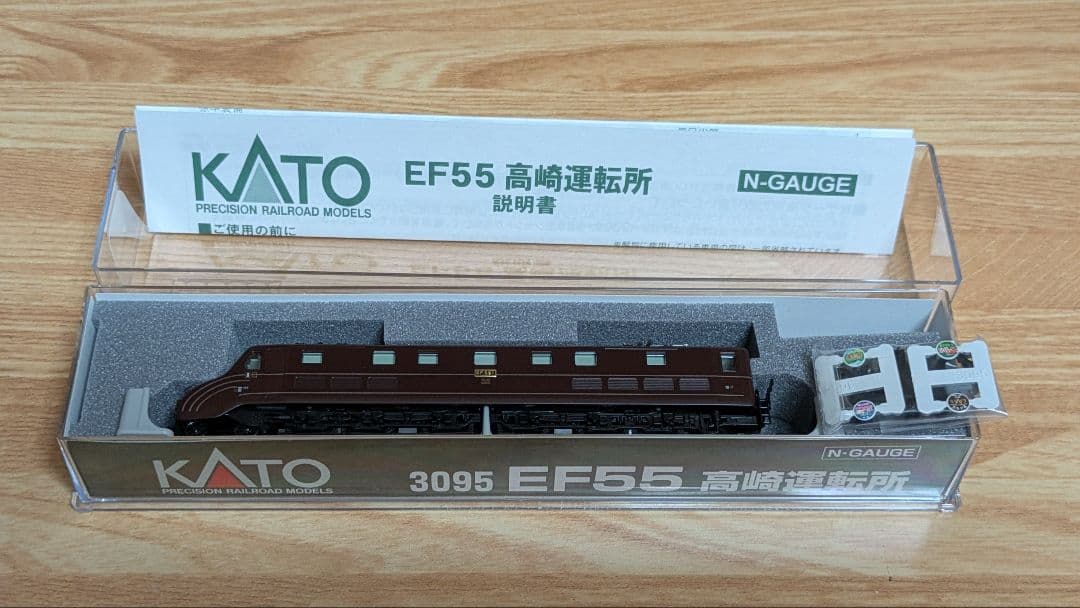 KATO
PRECISION RAILROAD MODELS
EF55 高崎運転所
説明書
N-GAUGE
■ご使用の前に
KATO
PRECISION RAILROAD MODELS
3095 EF55 高崎運転所
N-GAUGE